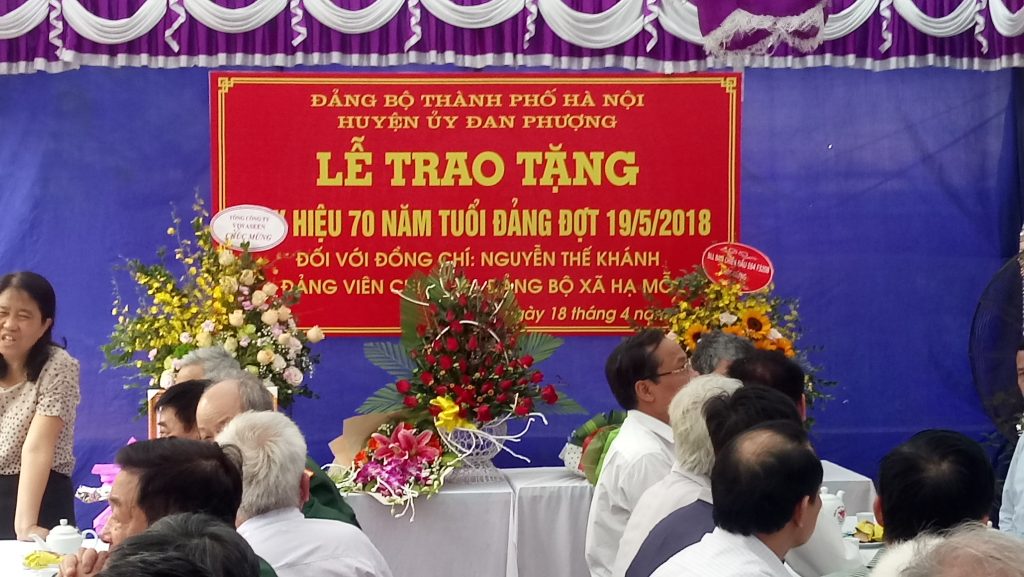 ĐẢNG BỘ THÀNH PHỐ HÀ NỘI
HUYỆN ỦY ĐAN PHƯỢNG
LỄ TRAO TẶNG
HIỆU 70 NĂM TUỔI ĐẢNG ĐỢT 19/5/2018
ĐỐI VỚI ĐỒNG CHÍ: NGUYỄN THẾ KHÁNH
ĐẢNG VIÊN ĐẢNG BỘ XÃ HẠ MỖ
18 tháng 4
TỔNG CÔNG TY
CHÚC MỪNG